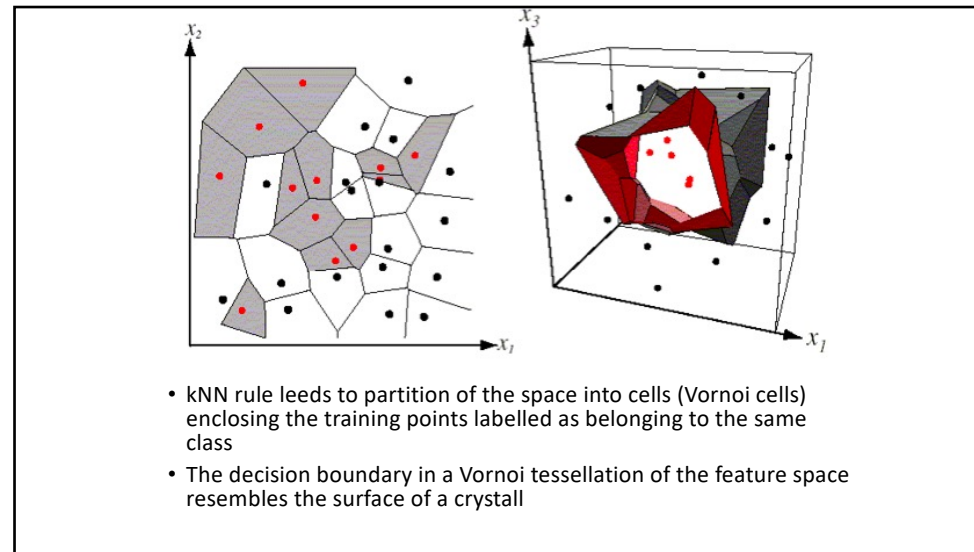 x2
x3
x1
x1
• kNN rule leeds to partition of the space into cells (Vornoi cells)
enclosing the training points labelled as belonging to the same
class
• The decision boundary in a Vornoi tessellation of the feature space
resembles the surface of a crystall